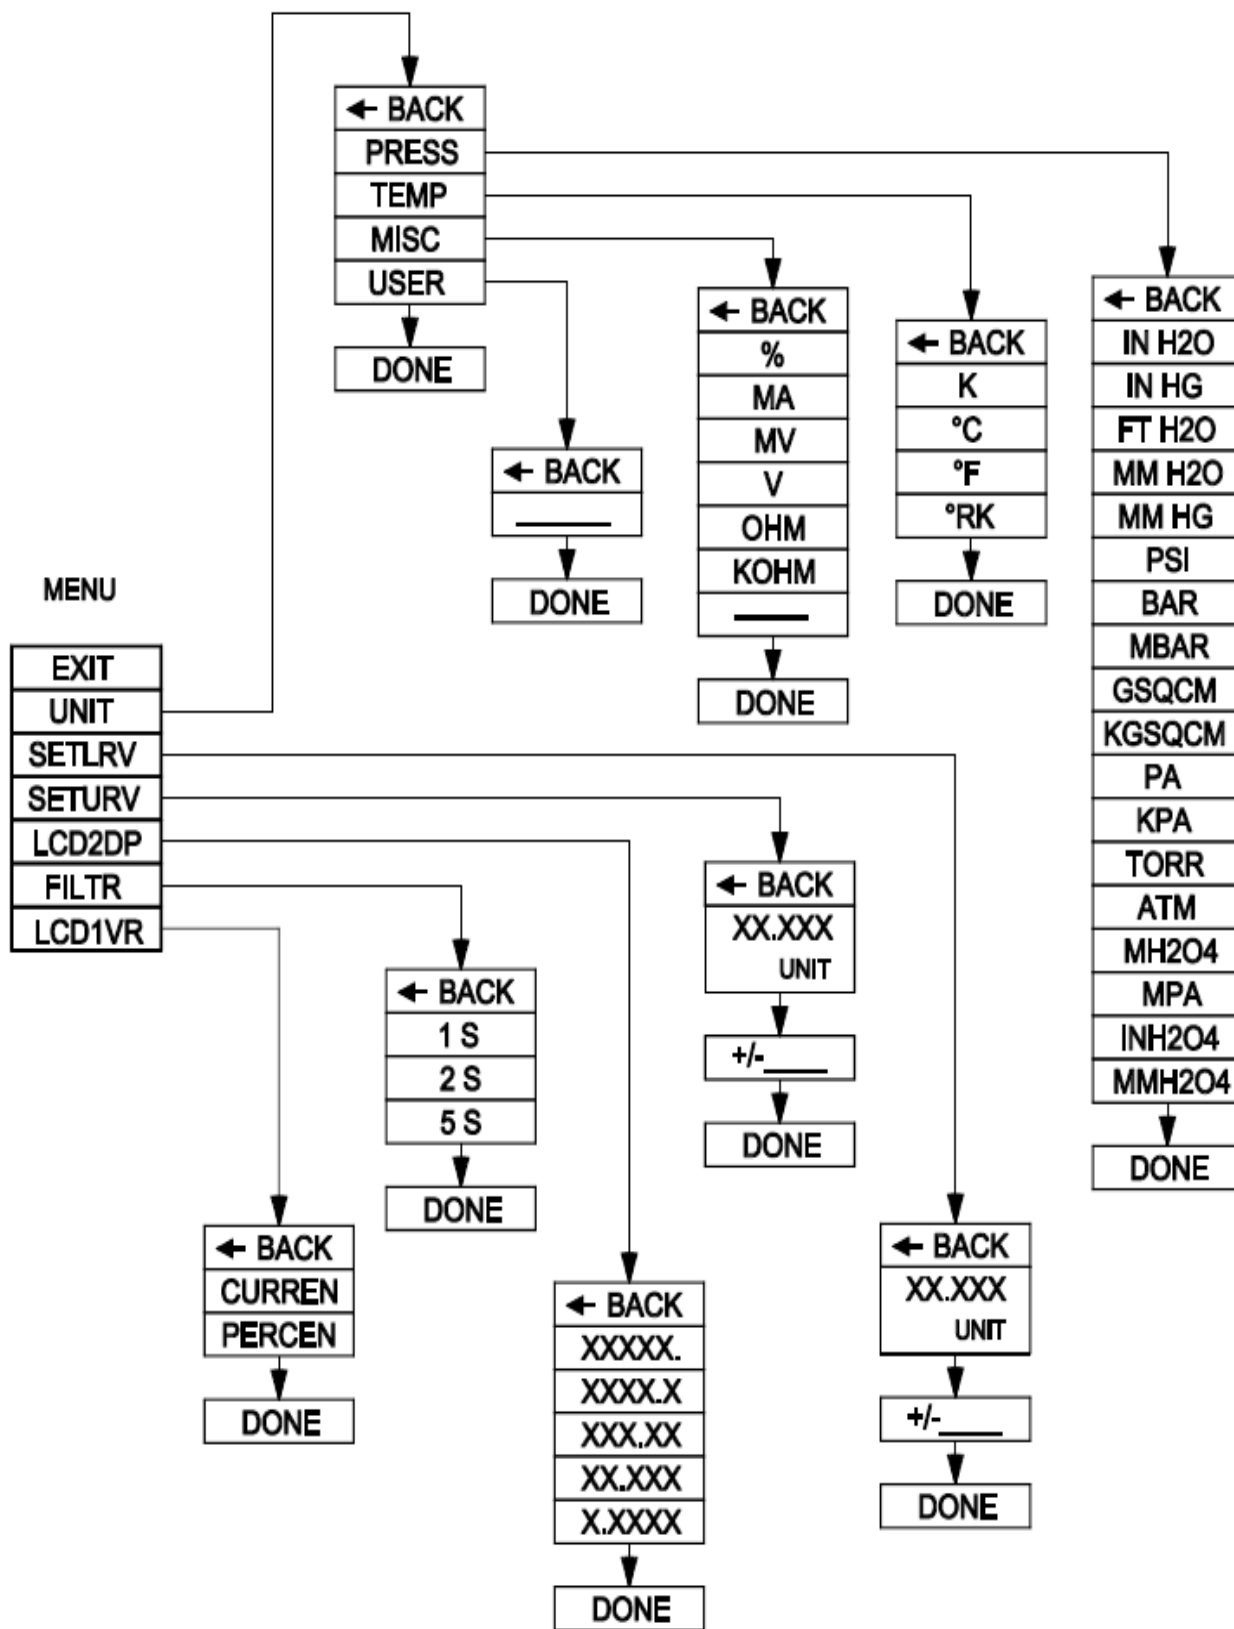 ← BACK
PRESS
TEMP
MISC
USER
DONE
← BACK
DONE
← BACK
%
MA
MV
V
OHM
KOHM
DONE
← BACK
K
°C
°F
°RK
DONE
← BACK
IN H2O
IN HG
FT H2O
MM H2O
MM HG
PSI
BAR
MBAR
GSQCM
KGSQCM
PA
KPA
TORR
ATM
MH2O4
MPA
INH2O4
MMH2O4
DONE
MENU
EXIT
UNIT
SETLRV
SETURV
LCD2DP
FILTR
LCD1VR
← BACK
XX.XXX
UNIT
+/-____
DONE
← BACK
1 S
2 S
5 S
DONE
← BACK
CURREN
PERCEN
DONE
← BACK
XXXXX.
XXXX.X
XXX.XX
XX.XXX
X.XXXX
DONE
← BACK
XX.XXX
UNIT
+/-____
DONE